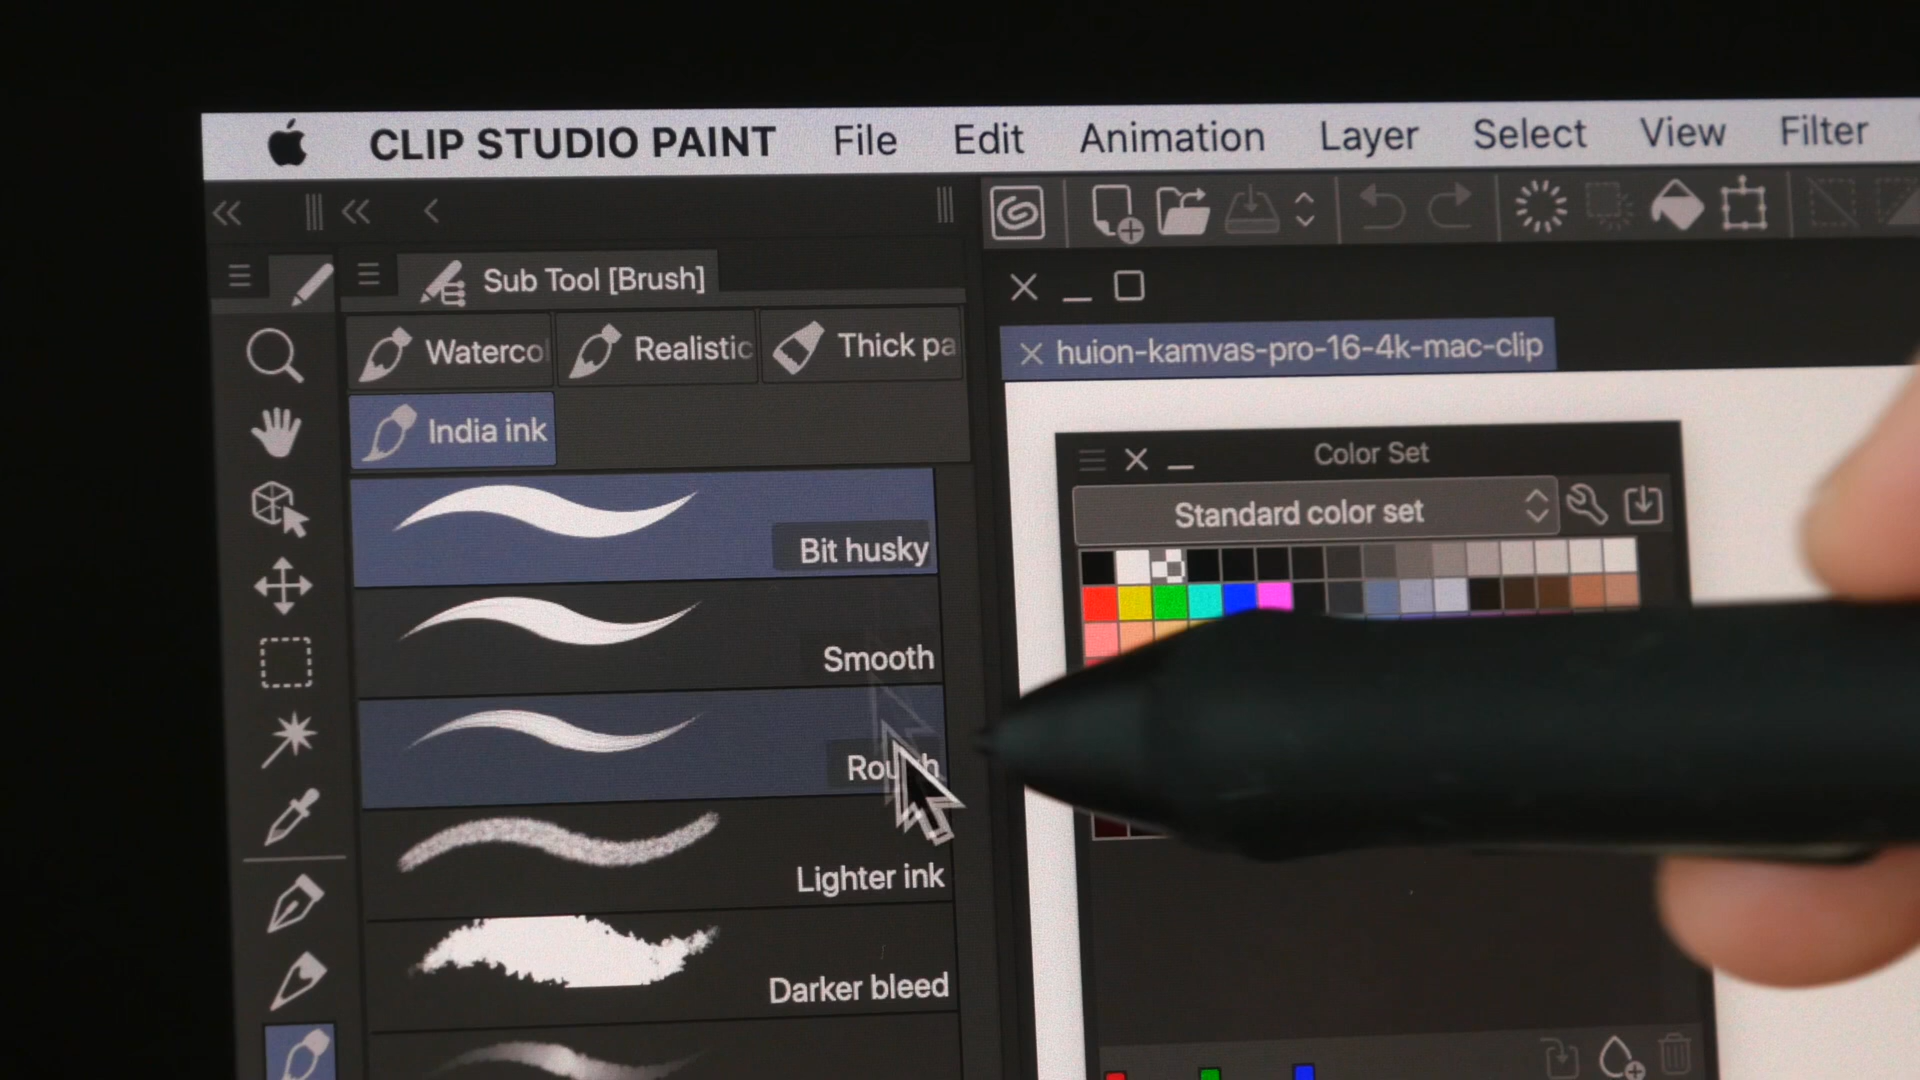 CLIP STUDIO PAINT File Edit Animation Layer Select View Filter
Sub Tool [Brush]
Waterco Realistic Thick pa
India ink
huion-kamvas-pro-16-4k-mac-clip
Color Set
Standard color set
Bit husky
Smooth
Rough
Lighter ink
Darker bleed